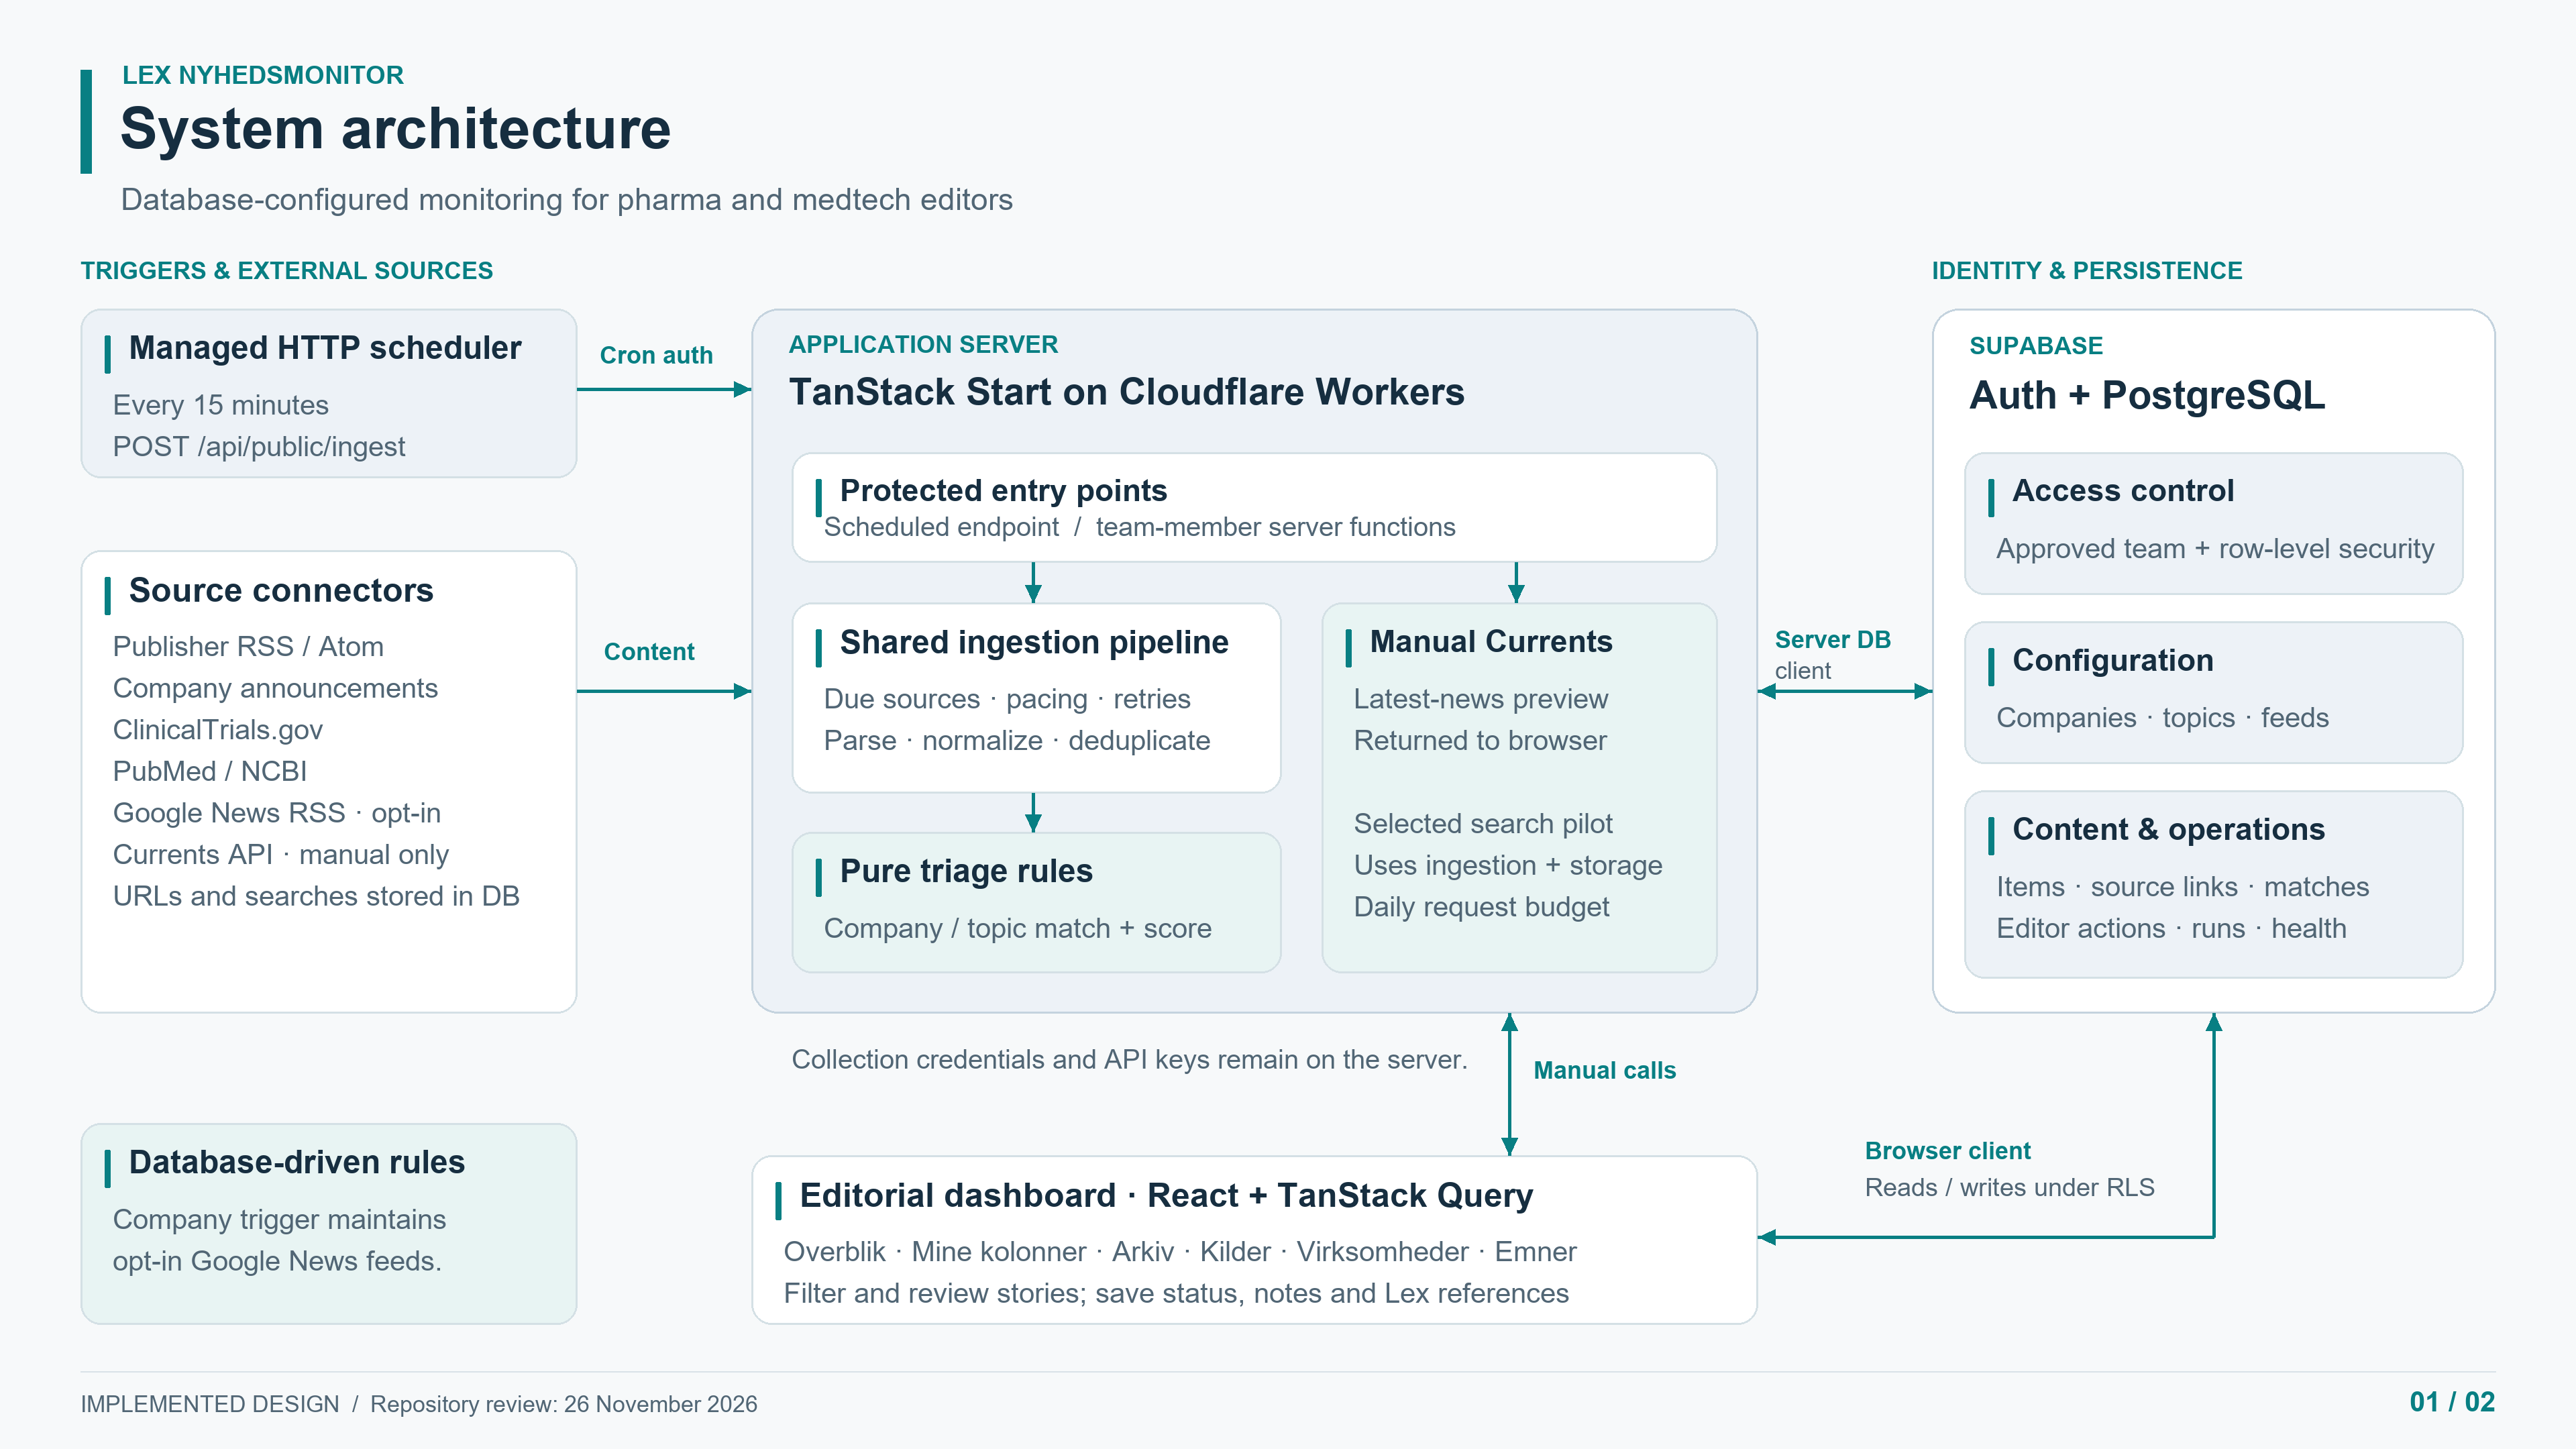 LEX NYHEDSMONITOR
System architecture
Database-configured monitoring for pharma and medtech editors
TRIGGERS & EXTERNAL SOURCES
Managed HTTP scheduler
Every 15 minutes
POST /api/public/ingest
Cron auth
Source connectors
Publisher RSS / Atom
Company announcements
ClinicalTrials.gov
PubMed / NCBI
Google News RSS · opt-in
Currents API · manual only
URLs and searches stored in DB
Content
Database-driven rules
Company trigger maintains
opt-in Google News feeds.
APPLICATION SERVER
TanStack Start on Cloudflare Workers
Protected entry points
Scheduled endpoint / team-member server functions
Shared ingestion pipeline
Due sources · pacing · retries
Parse · normalize · deduplicate
Pure triage rules
Company / topic match + score
Manual Currents
Latest-news preview
Returned to browser
Selected search pilot
Uses ingestion + storage
Daily request budget
Collection credentials and API keys remain on the server.
Manual calls
Editorial dashboard · React + TanStack Query
Overblik · Mine kolonner · Arkiv · Kilder · Virksomheder · Emner
Filter and review stories; save status, notes and Lex references
Server DB
client
IDENTITY & PERSISTENCE
SUPABASE
Auth + PostgreSQL
Access control
Approved team + row-level security
Configuration
Companies · topics · feeds
Content & operations
Items · source links · matches
Editor actions · runs · health
Browser client
Reads / writes under RLS
IMPLEMENTED DESIGN / Repository review: 26 November 2026
01 / 02